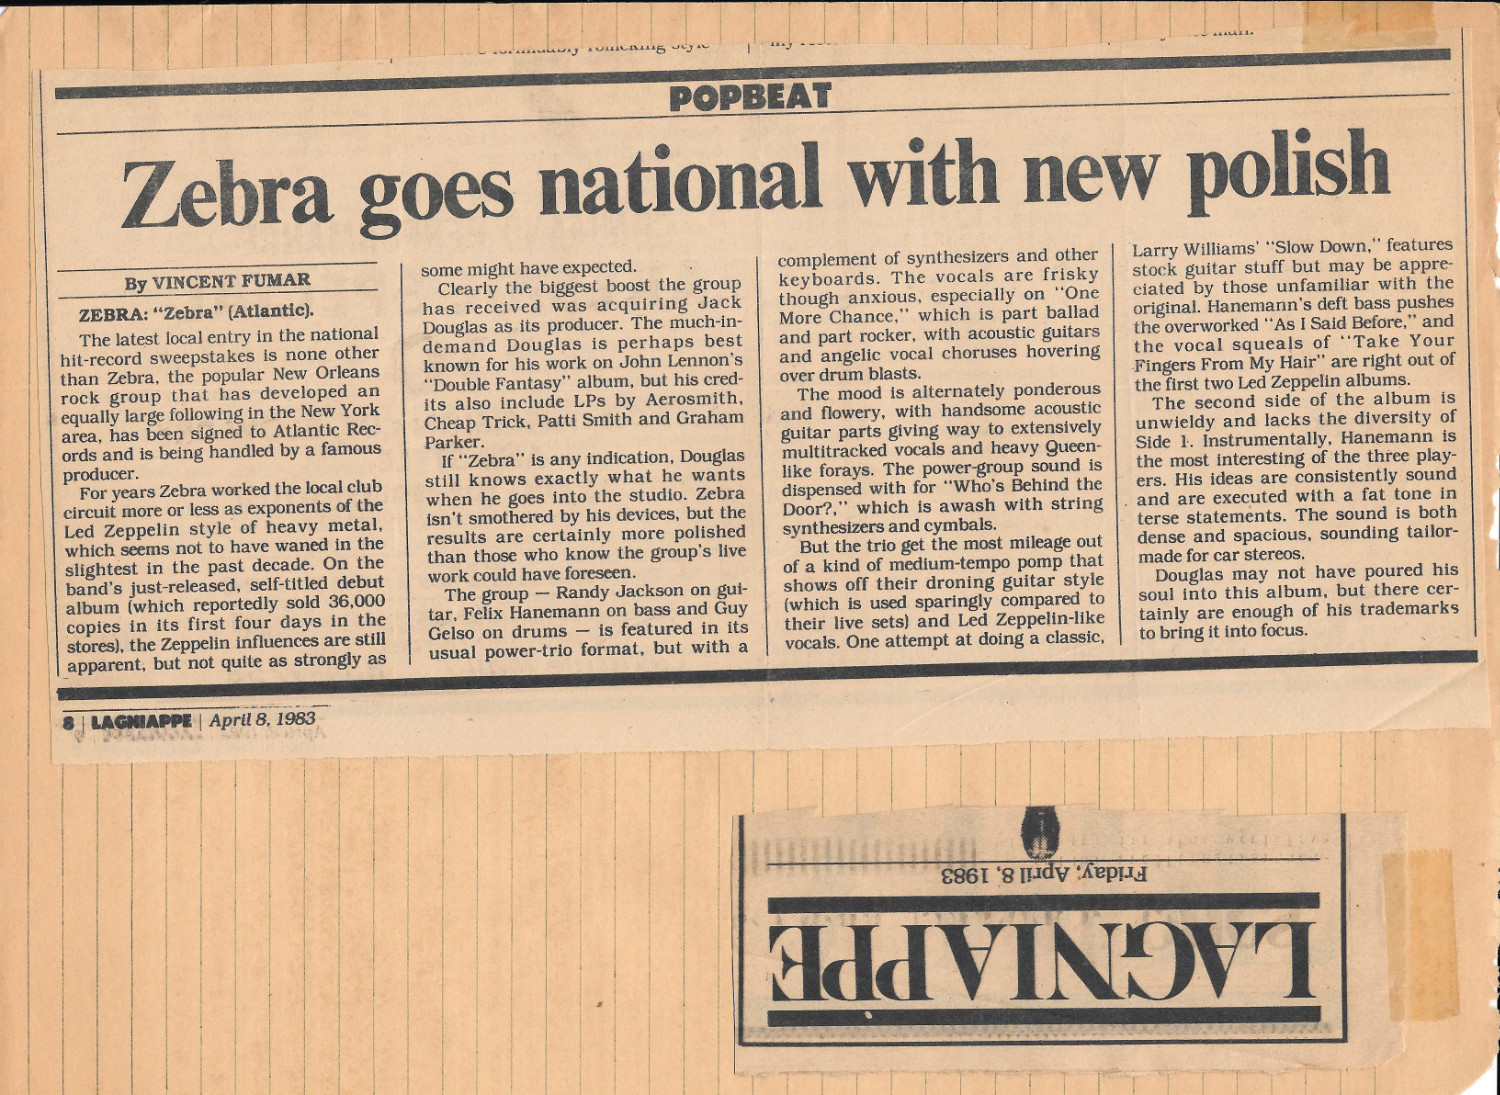 POPBEAT
Zebra goes national with new polish
By VINCENT FUMAR
ZEBRA: “Zebra” (Atlantic).
The latest local entry in the national
hit-record sweepstakes is none other
than Zebra, the popular New Orleans
rock group that has developed an
equally large following in the New York
area, has been signed to Atlantic Rec-
ords and is being handled by a famous
producer.
For years Zebra worked the local club
circuit more or less as exponents of the
Led Zeppelin style of heavy metal,
which seems not to have waned in the
slightest in the past decade. On the
band's just-released, self-titled debut
album (which reportedly sold 36,000
copies in its first four days in the
stores), the Zeppelin influences are still
apparent, but not quite as strongly as
some might have expected.
Clearly the biggest boost the group
has received was acquiring Jack
Douglas as its producer. The much-in-
demand Douglas is perhaps best
known for his work on John Lennon's
“Double Fantasy” album, but his cred-
its also include LPs by Aerosmith,
Cheap Trick, Patti Smith and Graham
Parker.
If “Zebra” is any indication, Douglas
still knows exactly what he wants
when he goes into the studio. Zebra
isn't smothered by his devices, but the
results are certainly more polished
than those who know the group's live
work could have foreseen.
The group — Randy Jackson on gui-
tar, Felix Hanemann on bass and Guy
Gelso on drums — is featured in its
usual power-trio format, but with a
complement of synthesizers and other
keyboards. The vocals are frisky
though anxious, especially on “One
More Chance,” which is part ballad
and part rocker, with acoustic guitars
and angelic vocal choruses hovering
over drum blasts.
The mood is alternately ponderous
and flowery, with handsome acoustic
guitar parts giving way to extensively
multitracked vocals and heavy Queen-
like forays. The power-group sound is
dispensed with for “Who's Behind the
Door?,” which is awash with string
synthesizers and cymbals.
But the trio get the most mileage out
of a kind of medium-tempo pomp that
shows off their droning guitar style
(which is used sparingly compared to
their live sets) and Led Zeppelin-like
vocals. One attempt at doing a classic,
Larry Williams' “Slow Down,” features
stock guitar stuff but may be appre-
ciated by those unfamiliar with the
original. Hanemann's deft bass pushes
the overworked “As I Said Before,” and
the vocal squeals of “Take Your
Fingers From My Hair” are right out of
the first two Led Zeppelin albums.
The second side of the album is
unwieldy and lacks the diversity of
Side 1. Instrumentally, Hanemann is
the most interesting of the three play-
ers. His ideas are consistently sound
and are executed with a fat tone in
terse statements. The sound is both
dense and spacious, sounding tailor-
made for car stereos.
Douglas may not have poured his
soul into this album, but there cer-
tainly are enough of his trademarks
to bring it into focus.
8 | LAGNIAPPE | April 8, 1983
LAGNIAPPE
Friday, April 8, 1983